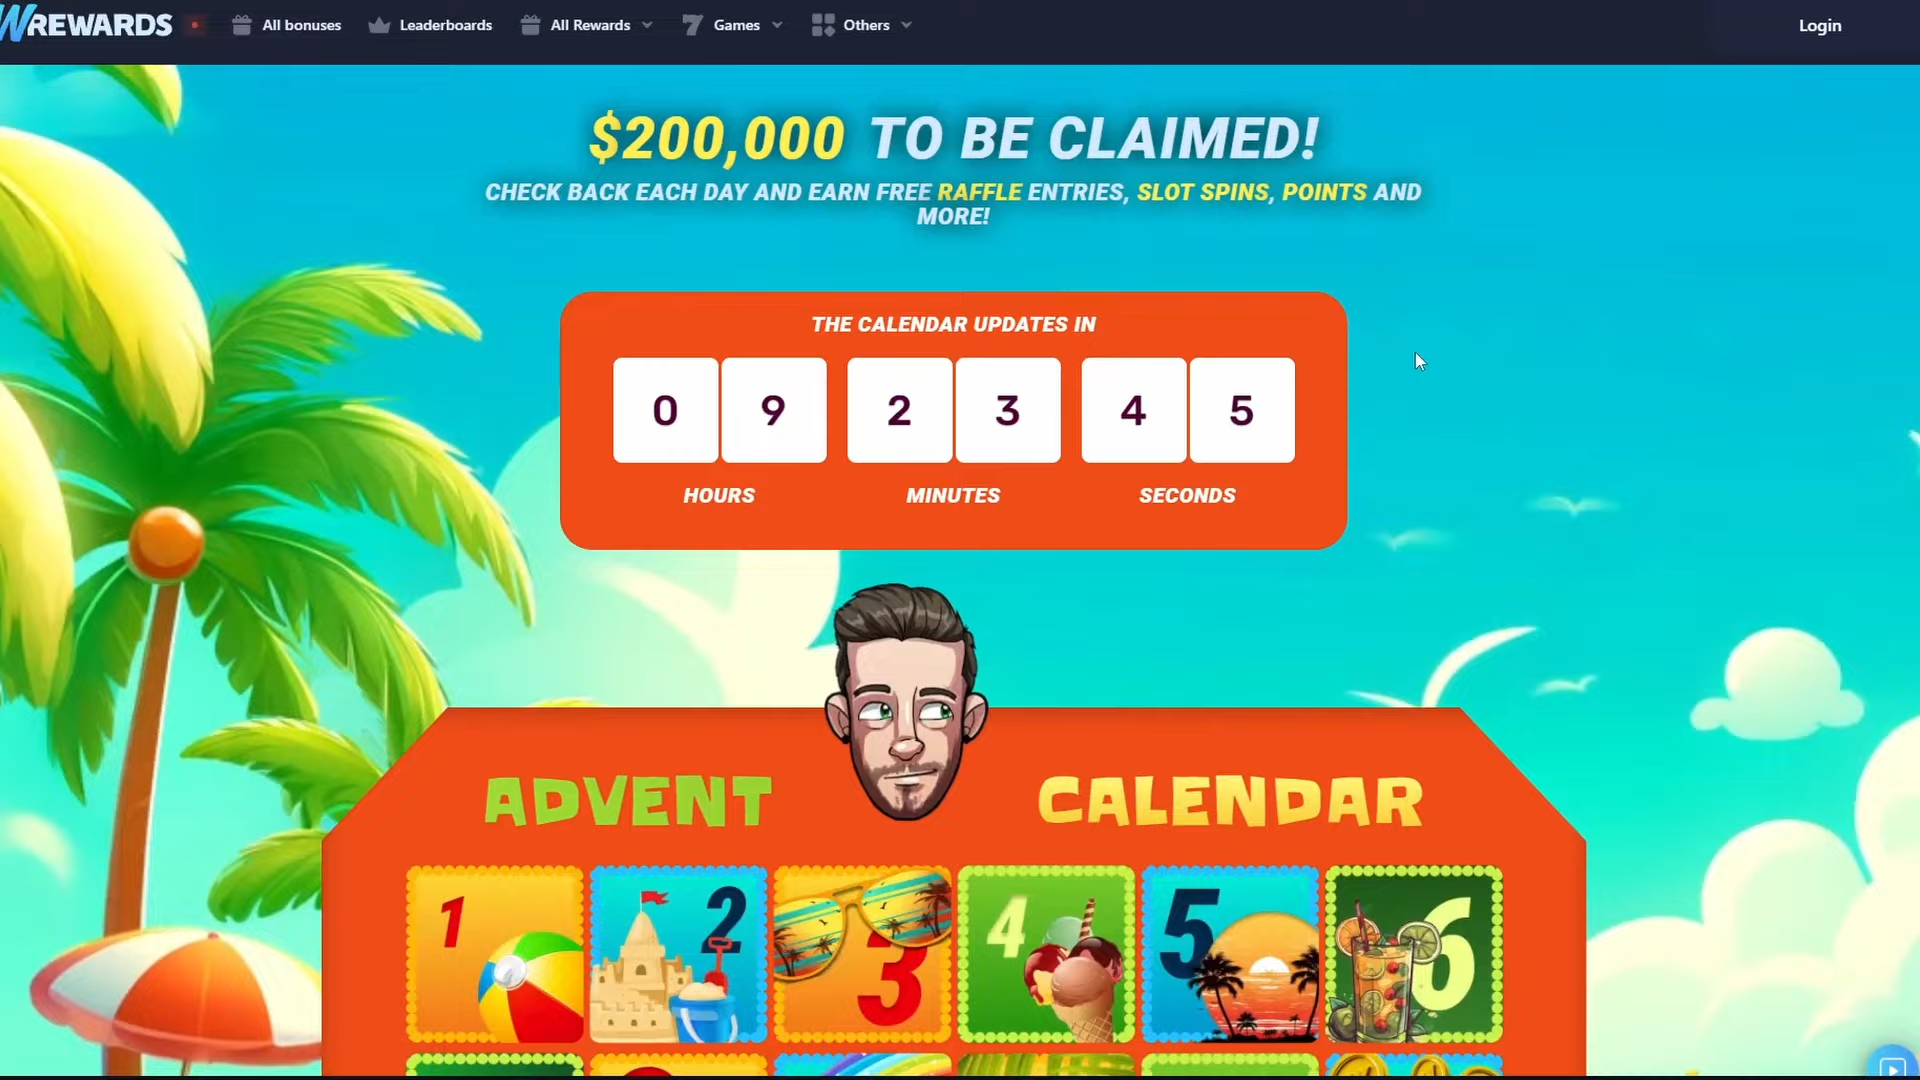 WREWARDS
All bonuses
Leaderboards
All Rewards
Games
Others
Login
$200,000 TO BE CLAIMED!
CHECK BACK EACH DAY AND EARN FREE RAFFLE ENTRIES, SLOT SPINS, POINTS AND
MORE!
THE CALENDAR UPDATES IN
0 9 2 3 4 5
HOURS MINUTES SECONDS
ADVENT CALENDAR
1 2 3 4 5 6